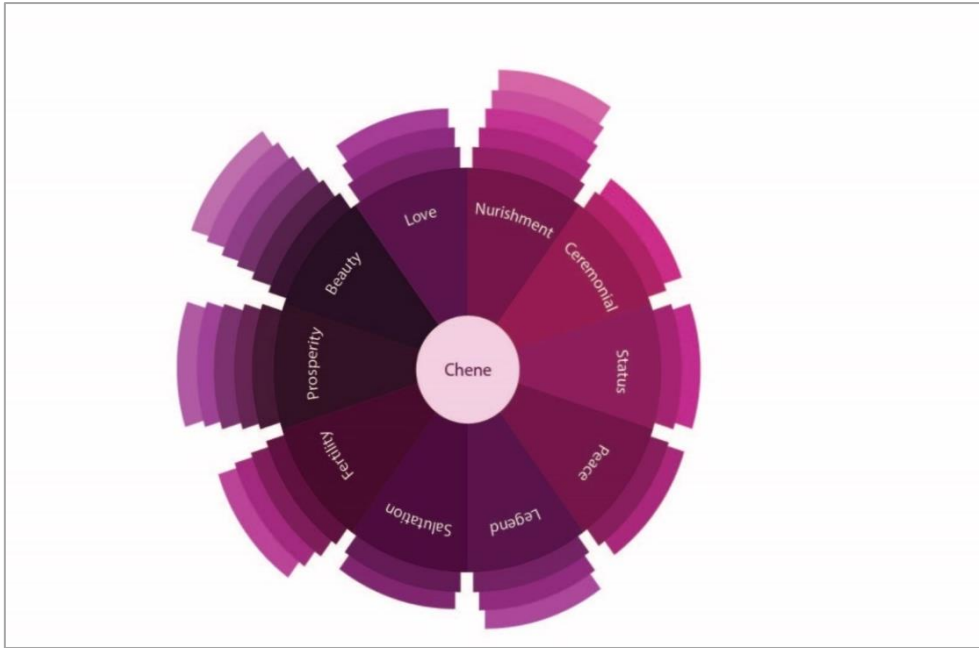 Love
Nurishment
Ceremonial
Status
Peace
Legend
Salutation
Fertility
Prosperity
Beauty
Chene